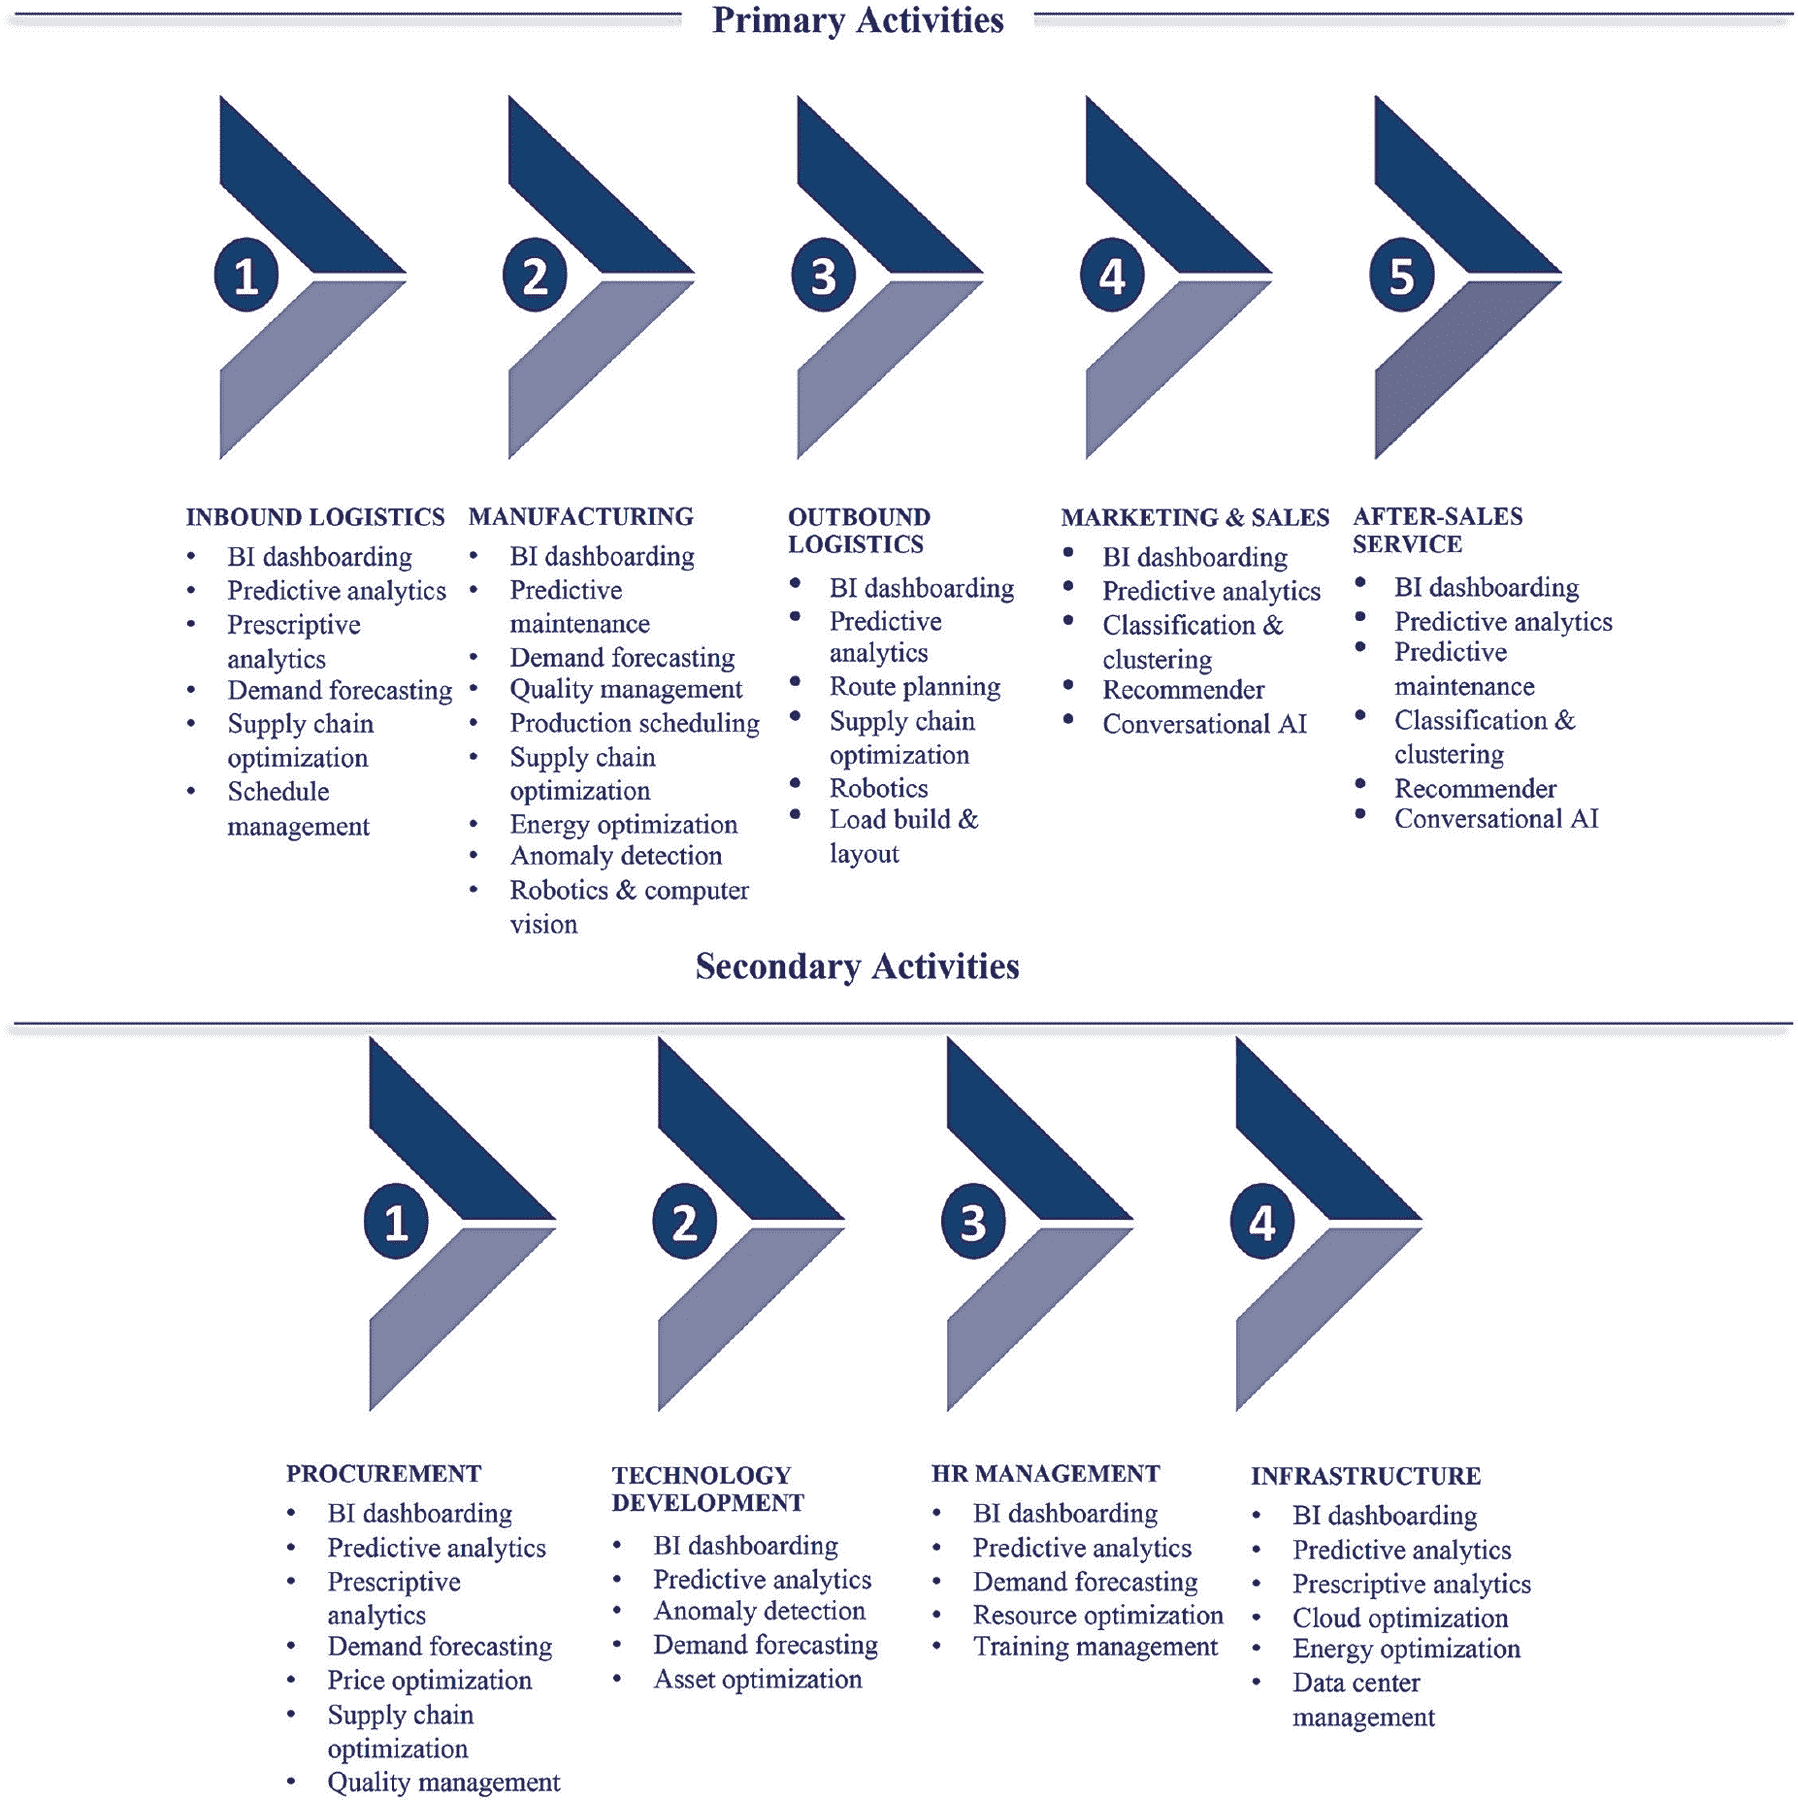 Primary Activities
1
2
3
4
5
INBOUND LOGISTICS
• BI dashboarding
• Predictive analytics
• Prescriptive
analytics
• Demand forecasting
• Supply chain
optimization
• Schedule
management
MANUFACTURING
• BI dashboarding
• Predictive
maintenance
• Demand forecasting
• Quality management
• Production scheduling
• Supply chain
optimization
• Energy optimization
• Anomaly detection
• Robotics & computer
vision
OUTBOUND
LOGISTICS
• BI dashboarding
• Predictive
analytics
• Route planning
• Supply chain
optimization
• Robotics
• Load build &
layout
MARKETING & SALES
• BI dashboarding
• Predictive analytics
• Classification &
clustering
• Recommender
• Conversational AI
AFTER-SALES
SERVICE
• BI dashboarding
• Predictive analytics
• Predictive
maintenance
• Classification &
clustering
• Recommender
• Conversational AI
Secondary Activities
1
2
3
4
PROCUREMENT
• BI dashboarding
• Predictive analytics
• Prescriptive
analytics
• Demand forecasting
• Price optimization
• Supply chain
optimization
• Quality management
TECHNOLOGY
DEVELOPMENT
• BI dashboarding
• Predictive analytics
• Anomaly detection
• Demand forecasting
• Asset optimization
HR MANAGEMENT
• BI dashboarding
• Predictive analytics
• Demand forecasting
• Resource optimization
• Training management
INFRASTRUCTURE
• BI dashboarding
• Predictive analytics
• Prescriptive analytics
• Cloud optimization
• Energy optimization
• Data center
management